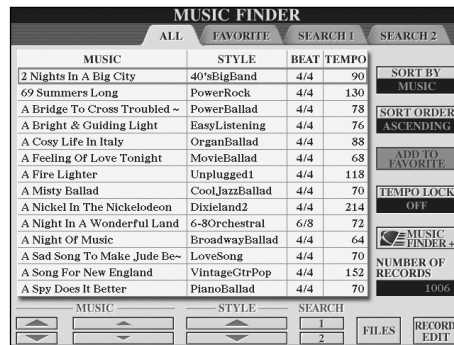 MUSIC FINDER
ALL FAVORITE SEARCH 1 SEARCH 2
MUSIC STYLE BEAT TEMPO
2 Nights In A Big City 40'sBigBand 4/4 90
69 Summers Long PowerRock 4/4 130
A Bridge To Cross Troubled ~ PowerBallad 4/4 78
A Bright & Guiding Light EasyListening 4/4 76
A Cosy Life In Italy OrganBallad 4/4 88
A Feeling Of Love Tonight MovieBallad 4/4 68
A Fire Lighter Unplugged1 4/4 118
A Misty Ballad CoolJazzBallad 4/4 70
A Nickel In The Nickelodeon Dixieland2 4/4 214
A Night In A Wonderful Land 6-8Orchestral 6/8 72
A Night Of Music BroadwayBallad 4/4 64
A Sad Song To Make Jude Be~ LoveSong 4/4 70
A Song For New England VintageGtrPop 4/4 152
A Spy Does It Better PianoBallad 4/4 70
SORT BY
MUSIC
SORT ORDER
ASCENDING
ADD TO
FAVORITE
TEMPO LOCK
OFF
MUSIC
FINDER+
NUMBER OF
RECORDS
1006
MUSIC STYLE SEARCH
1
2
FILES
RECORD
EDIT